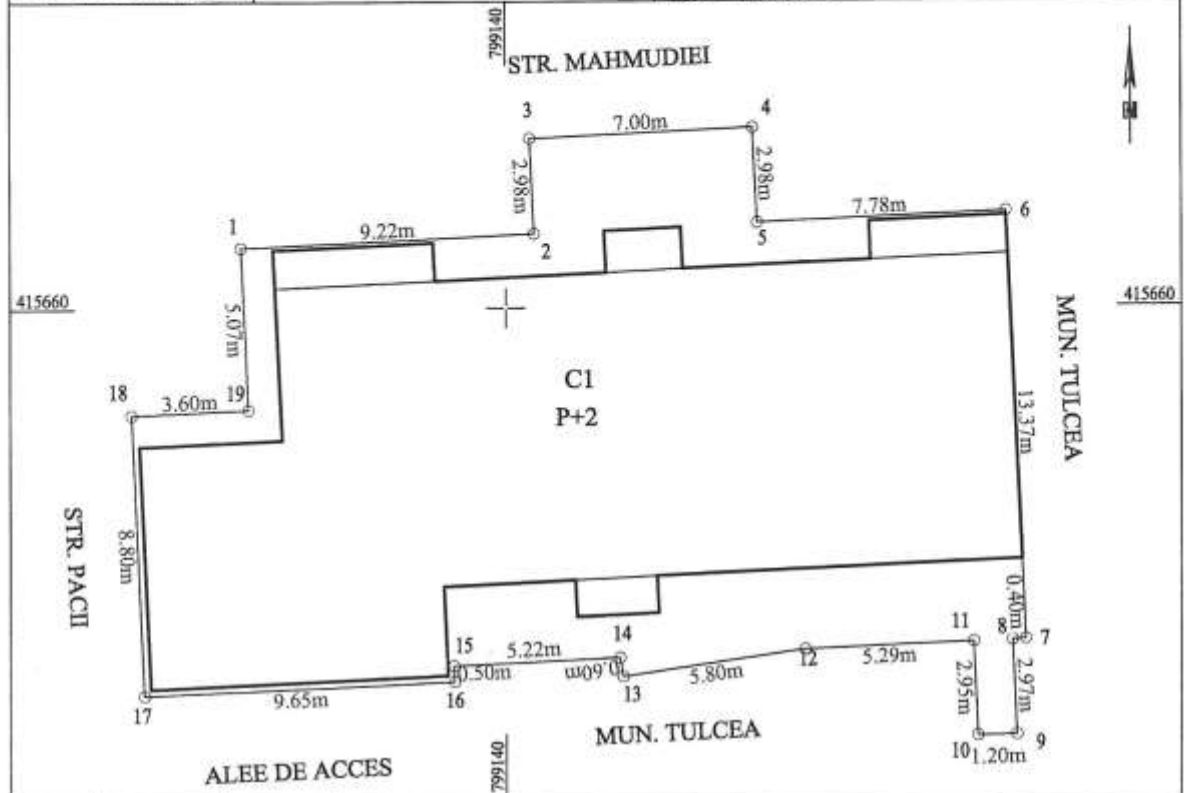 799140
STR. MAHMUDIEI
3
4
7.00m
2.98m
2.98m
1
9.22m
2
5
7.78m
6
415660
415660
5.07m
C1
P+2
MUN. TULCEA
13.37m
18
3.60m
19
STR. PACII
8.80m
15
5.22m
14
0.50m
0.60m
13
5.80m
12
5.29m
11
0.40m
8
7
2.95m
2.97m
17
9.65m
16
10
1.20m
9
MUN. TULCEA
799140
ALEE DE ACCES